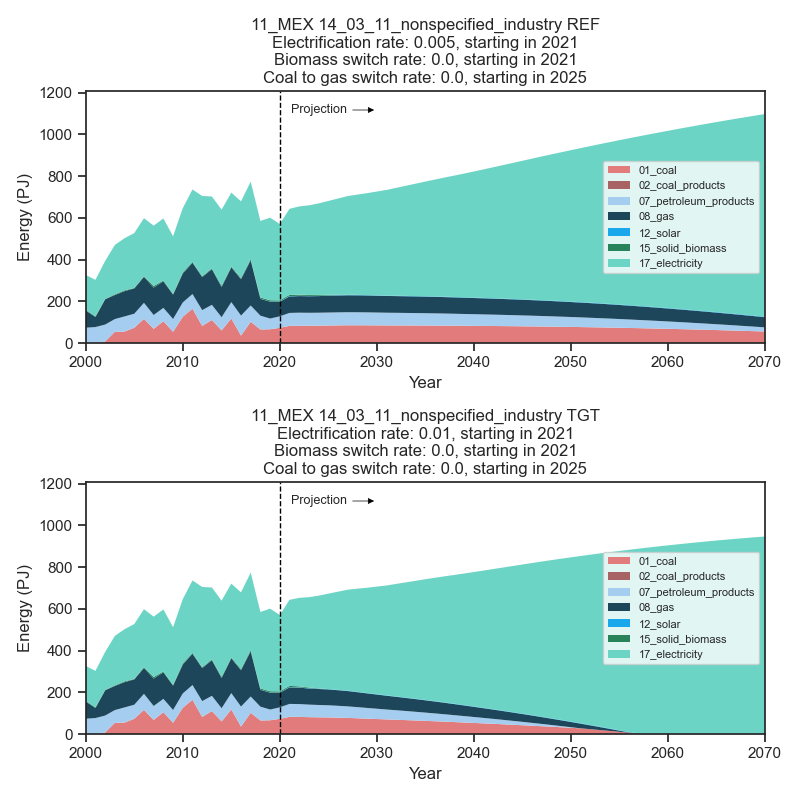 11_MEX 14_03_11_nonspecified_industry REF
Electrification rate: 0.005, starting in 2021
Biomass switch rate: 0.0, starting in 2021
Coal to gas switch rate: 0.0, starting in 2025
1200
1000
800
600
400
200
0
Energy (PJ)
Projection
01_coal
02_coal_products
07_petroleum_products
08_gas
12_solar
15_solid_biomass
17_electricity
2000 2010 2020 2030 2040 2050 2060 2070
Year
11_MEX 14_03_11_nonspecified_industry TGT
Electrification rate: 0.01, starting in 2021
Biomass switch rate: 0.0, starting in 2021
Coal to gas switch rate: 0.0, starting in 2025
1200
1000
800
600
400
200
0
Energy (PJ)
Projection
01_coal
02_coal_products
07_petroleum_products
08_gas
12_solar
15_solid_biomass
17_electricity
2000 2010 2020 2030 2040 2050 2060 2070
Year